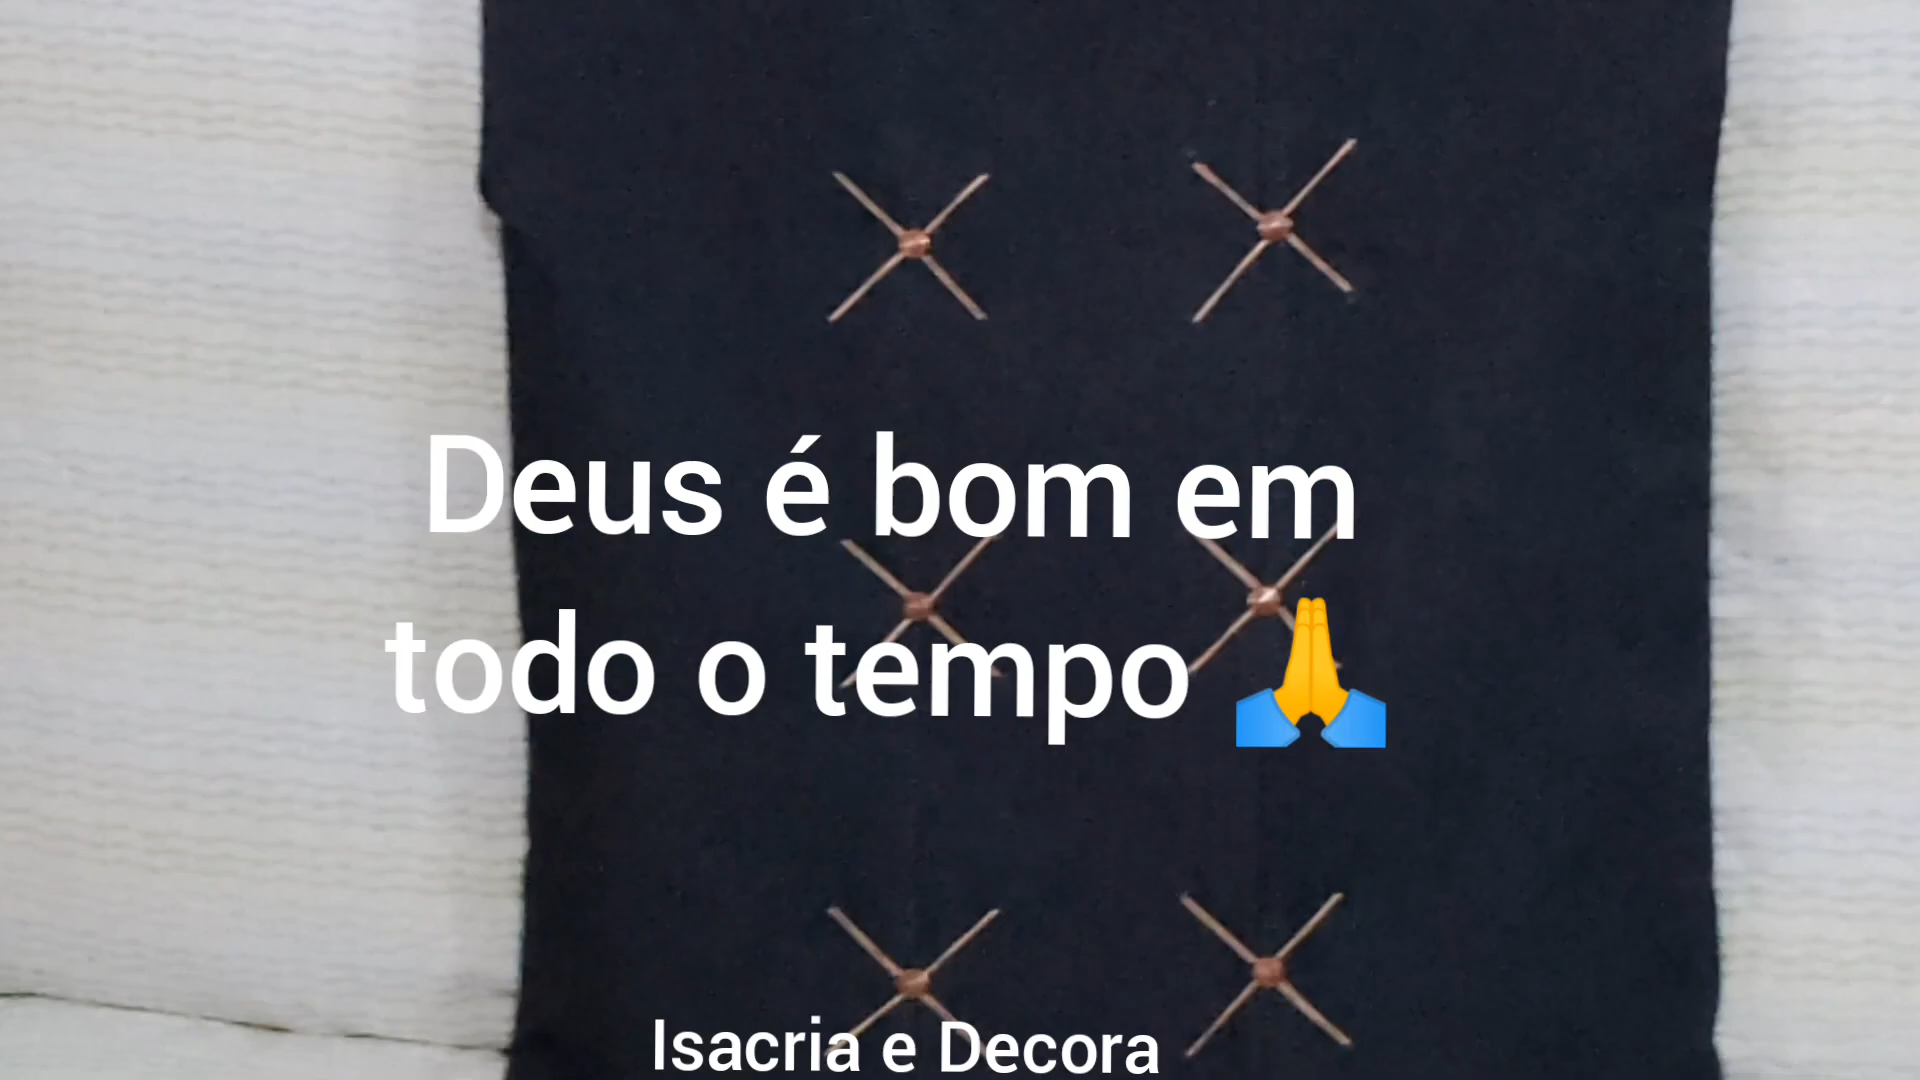 Deus é bom em
todo o tempo 🙏
Isacria e Decora